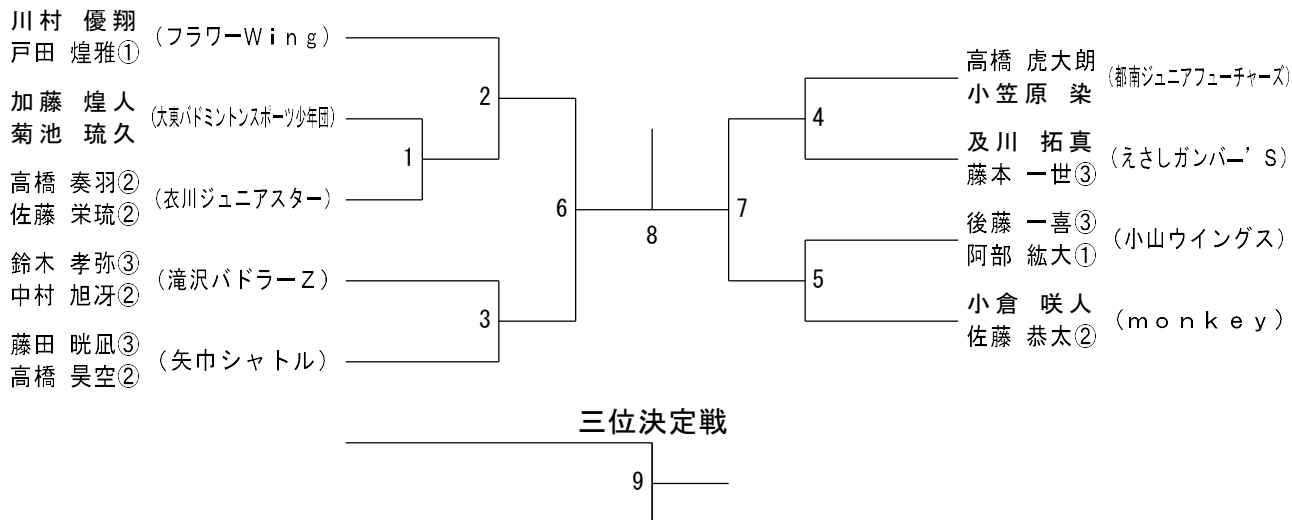 川村 優翔
戸田 煌雅①
(フラワーWing)
加藤 煌人
菊池 琉久
(大東バドミントンスポーツ少年団)
高橋 奏羽②
佐藤 栄琉②
(衣川ジュニアスター)
鈴木 孝弥③
中村 旭冴②
(滝沢バドラーZ)
藤田 晄凪③
高橋 昊空②
(矢巾シャトル)
1
2
3
6
8
7
4
5
高橋 虎大朗
小笠原 染
(都南ジュニアフューチャーズ)
及川 拓真
藤本 一世③
(えさしガンバー’S)
後藤 一喜③
阿部 紘大①
(小山ウイングス)
小倉 咲人
佐藤 恭太②
(monkey)
三位決定戦
9